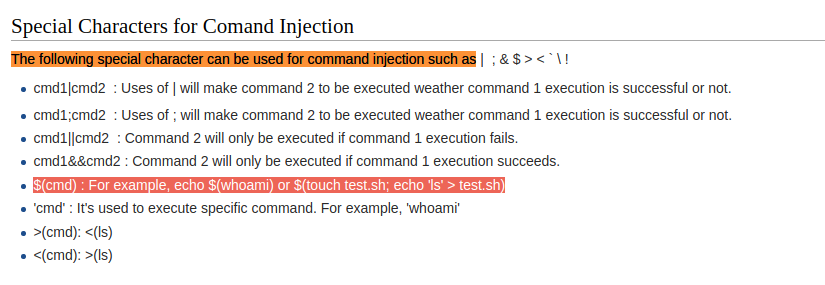 Special Characters for Comand Injection
The following special character can be used for command injection such as | ; & $ > < ` \ !
cmd1|cmd2 : Uses of | will make command 2 to be executed weather command 1 execution is successful or not.
cmd1;cmd2 : Uses of ; will make command 2 to be executed weather command 1 execution is successful or not.
cmd1||cmd2 : Command 2 will only be executed if command 1 execution fails.
cmd1&&cmd2 : Command 2 will only be executed if command 1 execution succeeds.
$(cmd) : For example, echo $(whoami) or $(touch test.sh; echo 'ls' > test.sh)
'cmd' : It's used to execute specific command. For example, 'whoami'
>(cmd): <(ls)
<(cmd): >(ls)